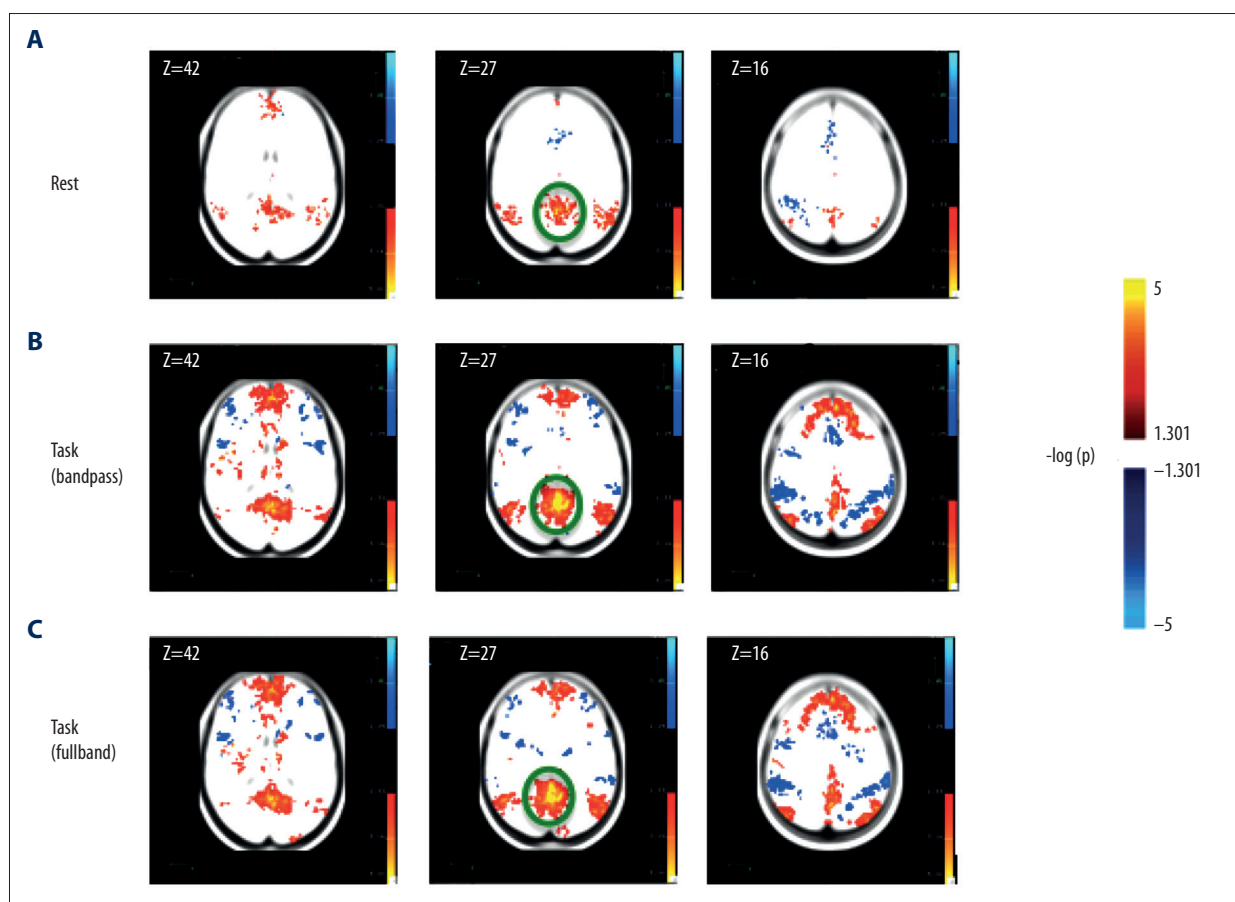 A
Z=42
Z=27
Z=16
Rest
B
Z=42
Z=27
Z=16
Task
(bandpass)
C
Z=42
Z=27
Z=16
Task
(fullband)
5
1.301
-log (p)
−1.301
−5